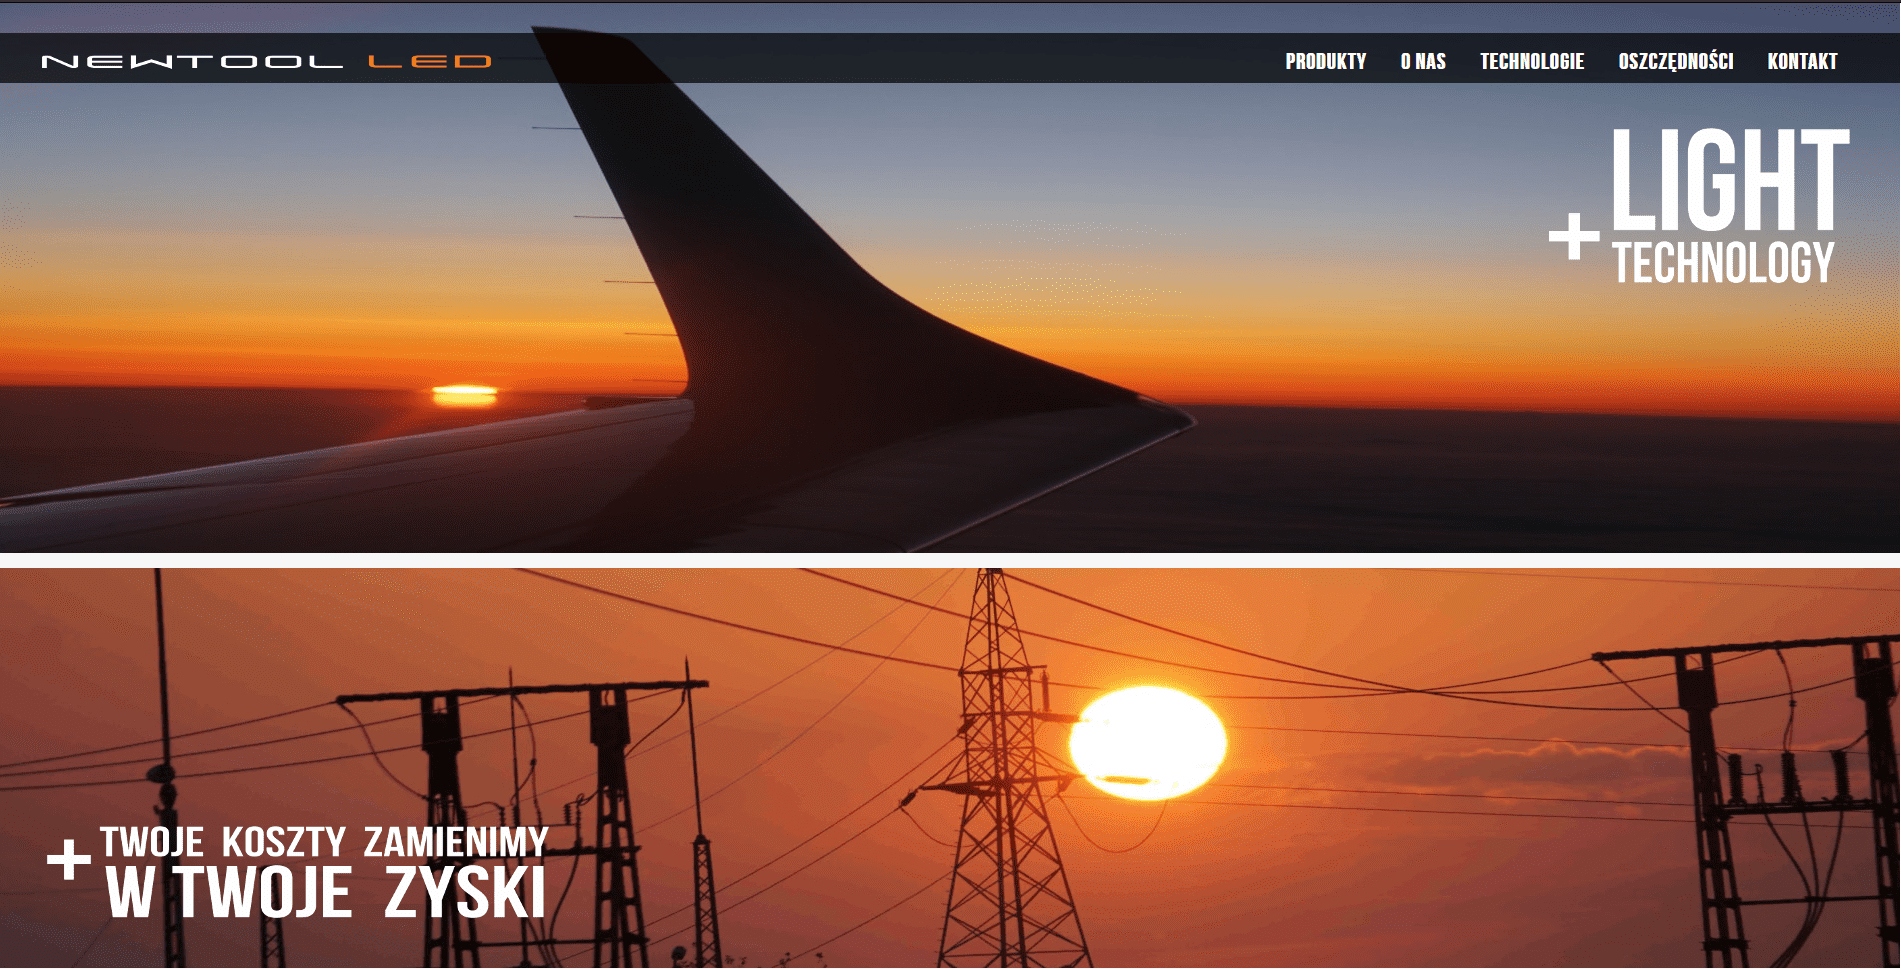 NEWTOOL LED
PRODUKTY O NAS TECHNOLOGIE OSZCZĘDNOŚCI KONTAKT
LIGHT
+ TECHNOLOGY
+ TWOJE KOSZTY ZAMIENIMY
W TWOJE ZYSKI